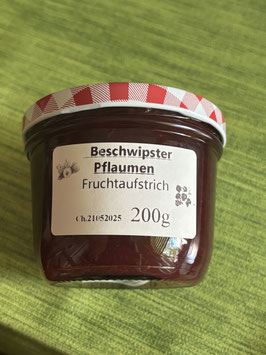 Beschwipster
Pflaumen
Fruchtaufstrich
Ch.21052025 200g